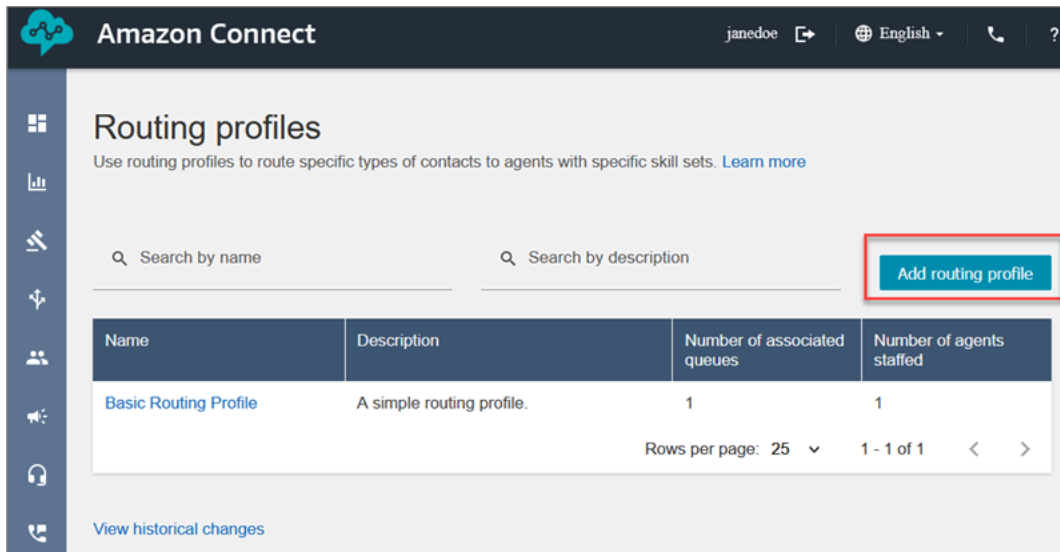 Amazon Connect
janedoe
English
?
Routing profiles
Use routing profiles to route specific types of contacts to agents with specific skill sets. Learn more
Search by name
Search by description
Add routing profile
Name
Description
Number of associated
queues
Number of agents
staffed
Basic Routing Profile
A simple routing profile.
1
1
Rows per page: 25
1 - 1 of 1
View historical changes